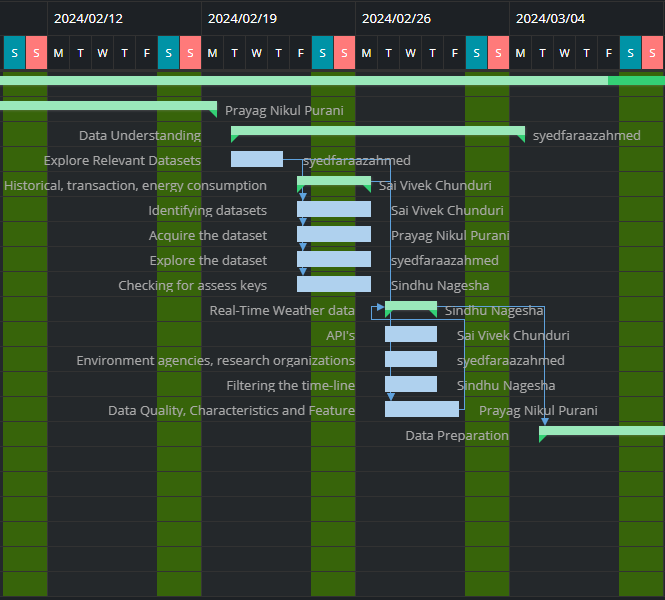 2024/02/12 2024/02/19 2024/02/26 2024/03/04
S S M T W T F S S M T W T F S S M T W T F S S M T W T F S S
Prayag Nikul Purani
Data Understanding syedfaraazahmed
Explore Relevant Datasets syedfaraazahmed
Historical, transaction, energy consumption Sai Vivek Chunduri
Identifying datasets Sai Vivek Chunduri
Acquire the dataset Prayag Nikul Purani
Explore the dataset syedfaraazahmed
Checking for assess keys Sindhu Nagesha
Real-Time Weather data Sindhu Nagesha
API's Sai Vivek Chunduri
Environment agencies, research organizations syedfaraazahmed
Filtering the time-line Sindhu Nagesha
Data Quality, Characteristics and Feature Prayag Nikul Purani
Data Preparation